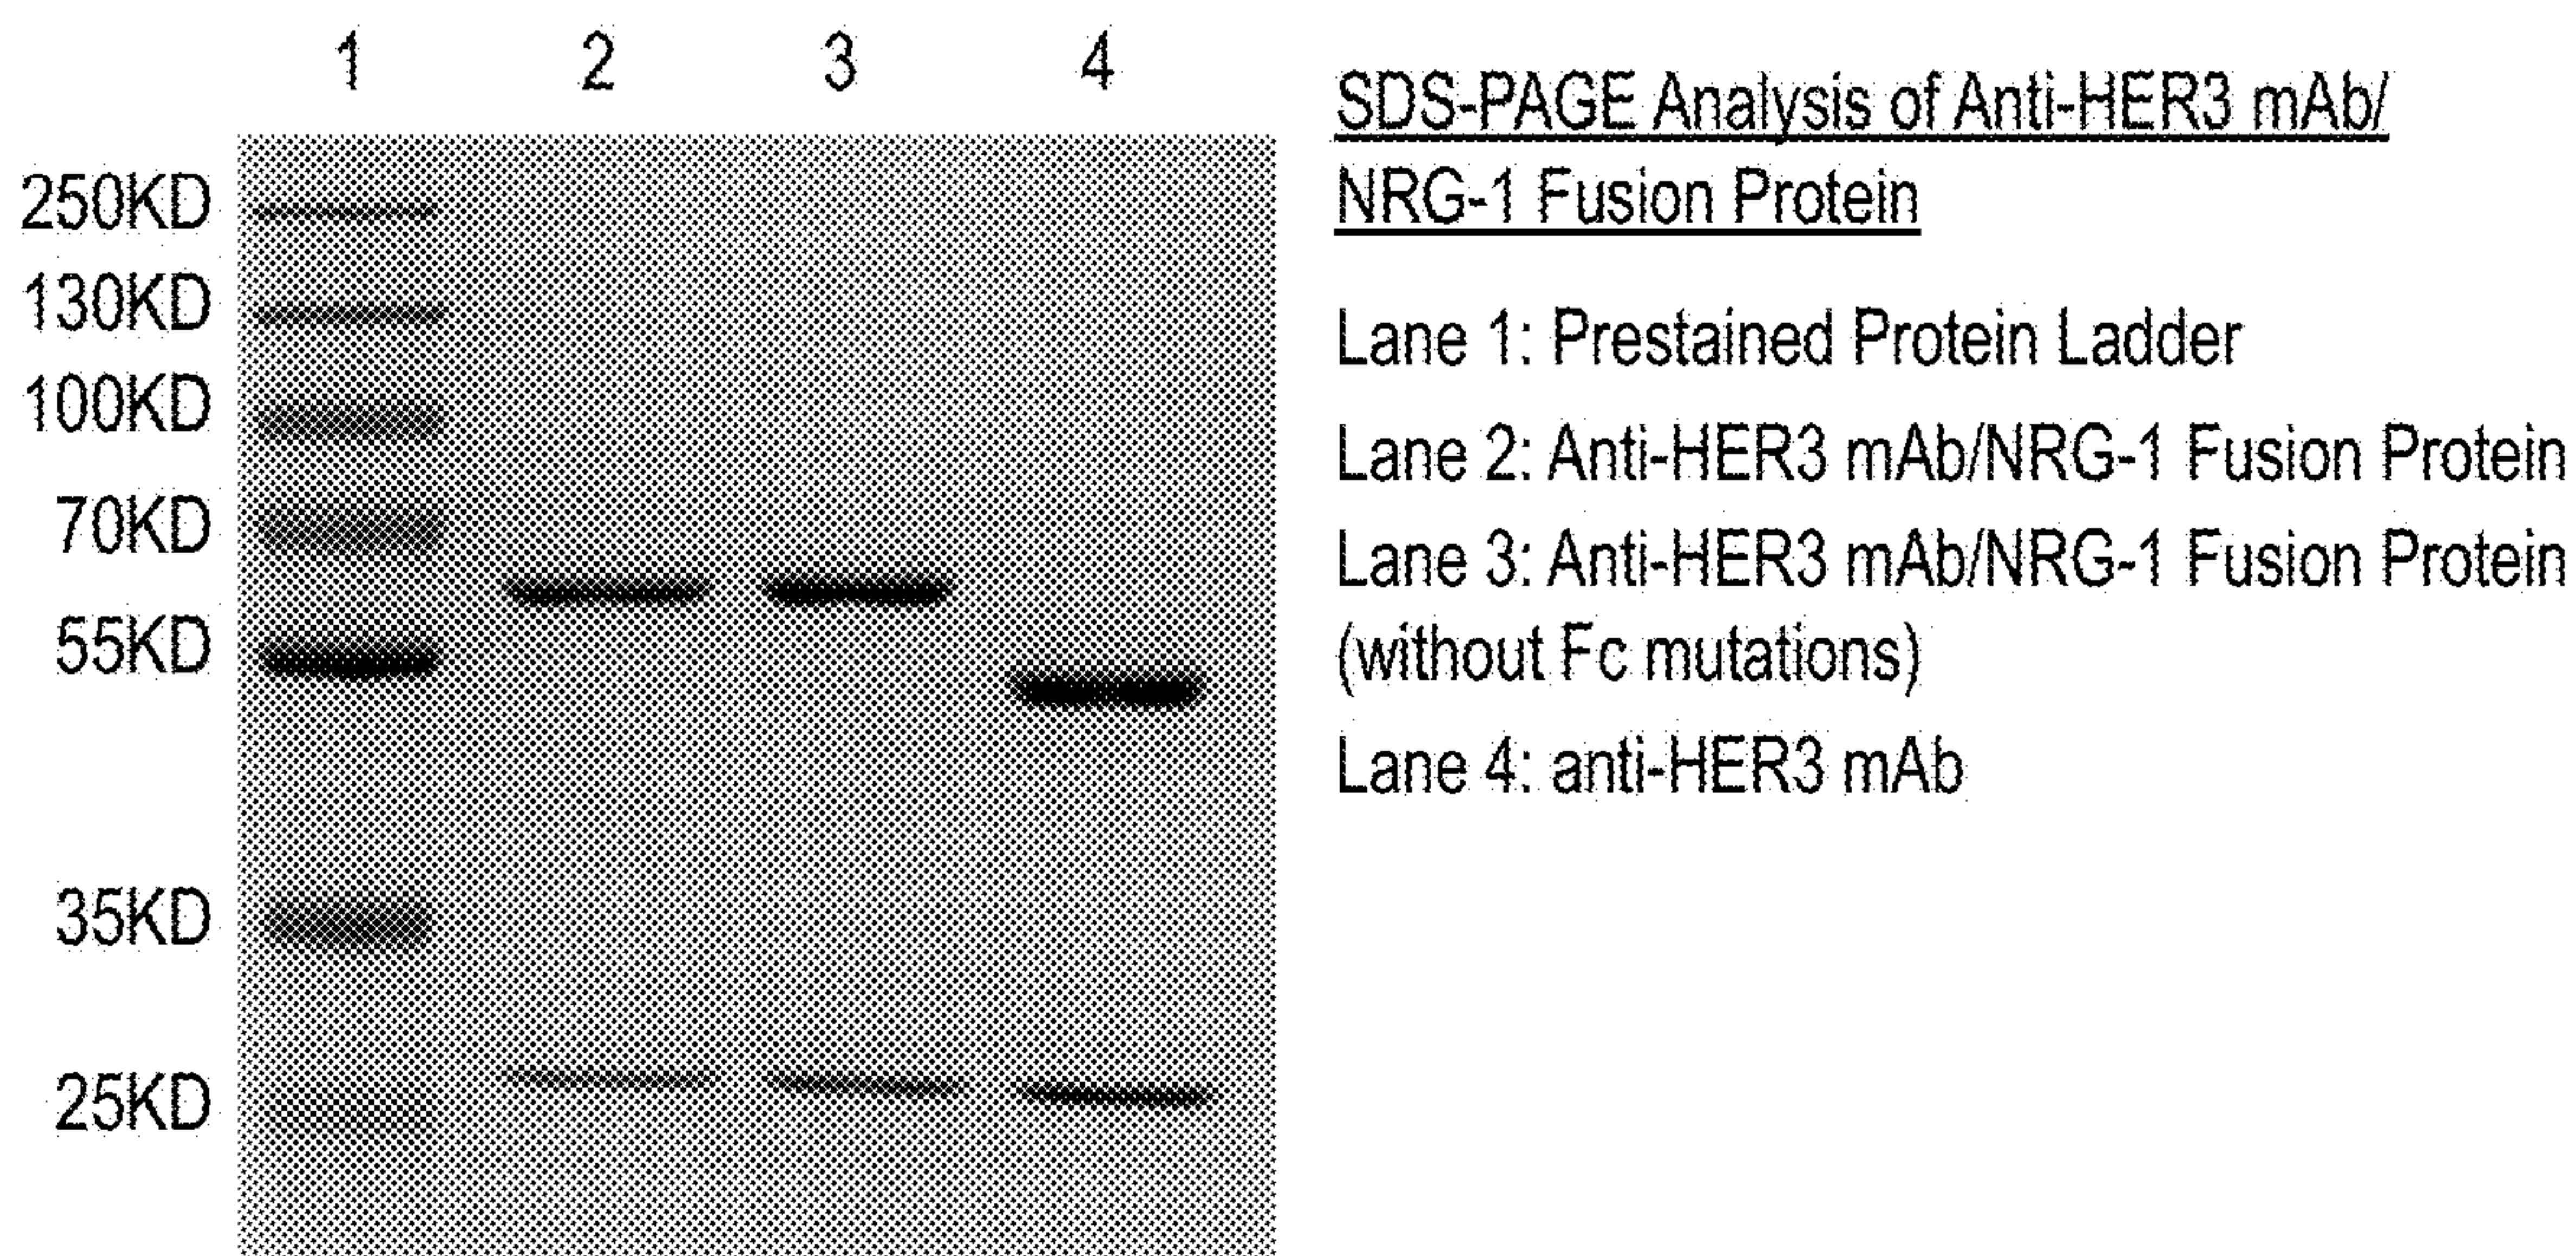 1 2 3 4
250KD
130KD
100KD
70KD
55KD
35KD
25KD
SDS-PAGE Analysis of Anti-HER3 mAb/
NRG-1 Fusion Protein
Lane 1: Prestained Protein Ladder
Lane 2: Anti-HER3 mAb/NRG-1 Fusion Protein
Lane 3: Anti-HER3 mAb/NRG-1 Fusion Protein
(without Fc mutations)
Lane 4: anti-HER3 mAb